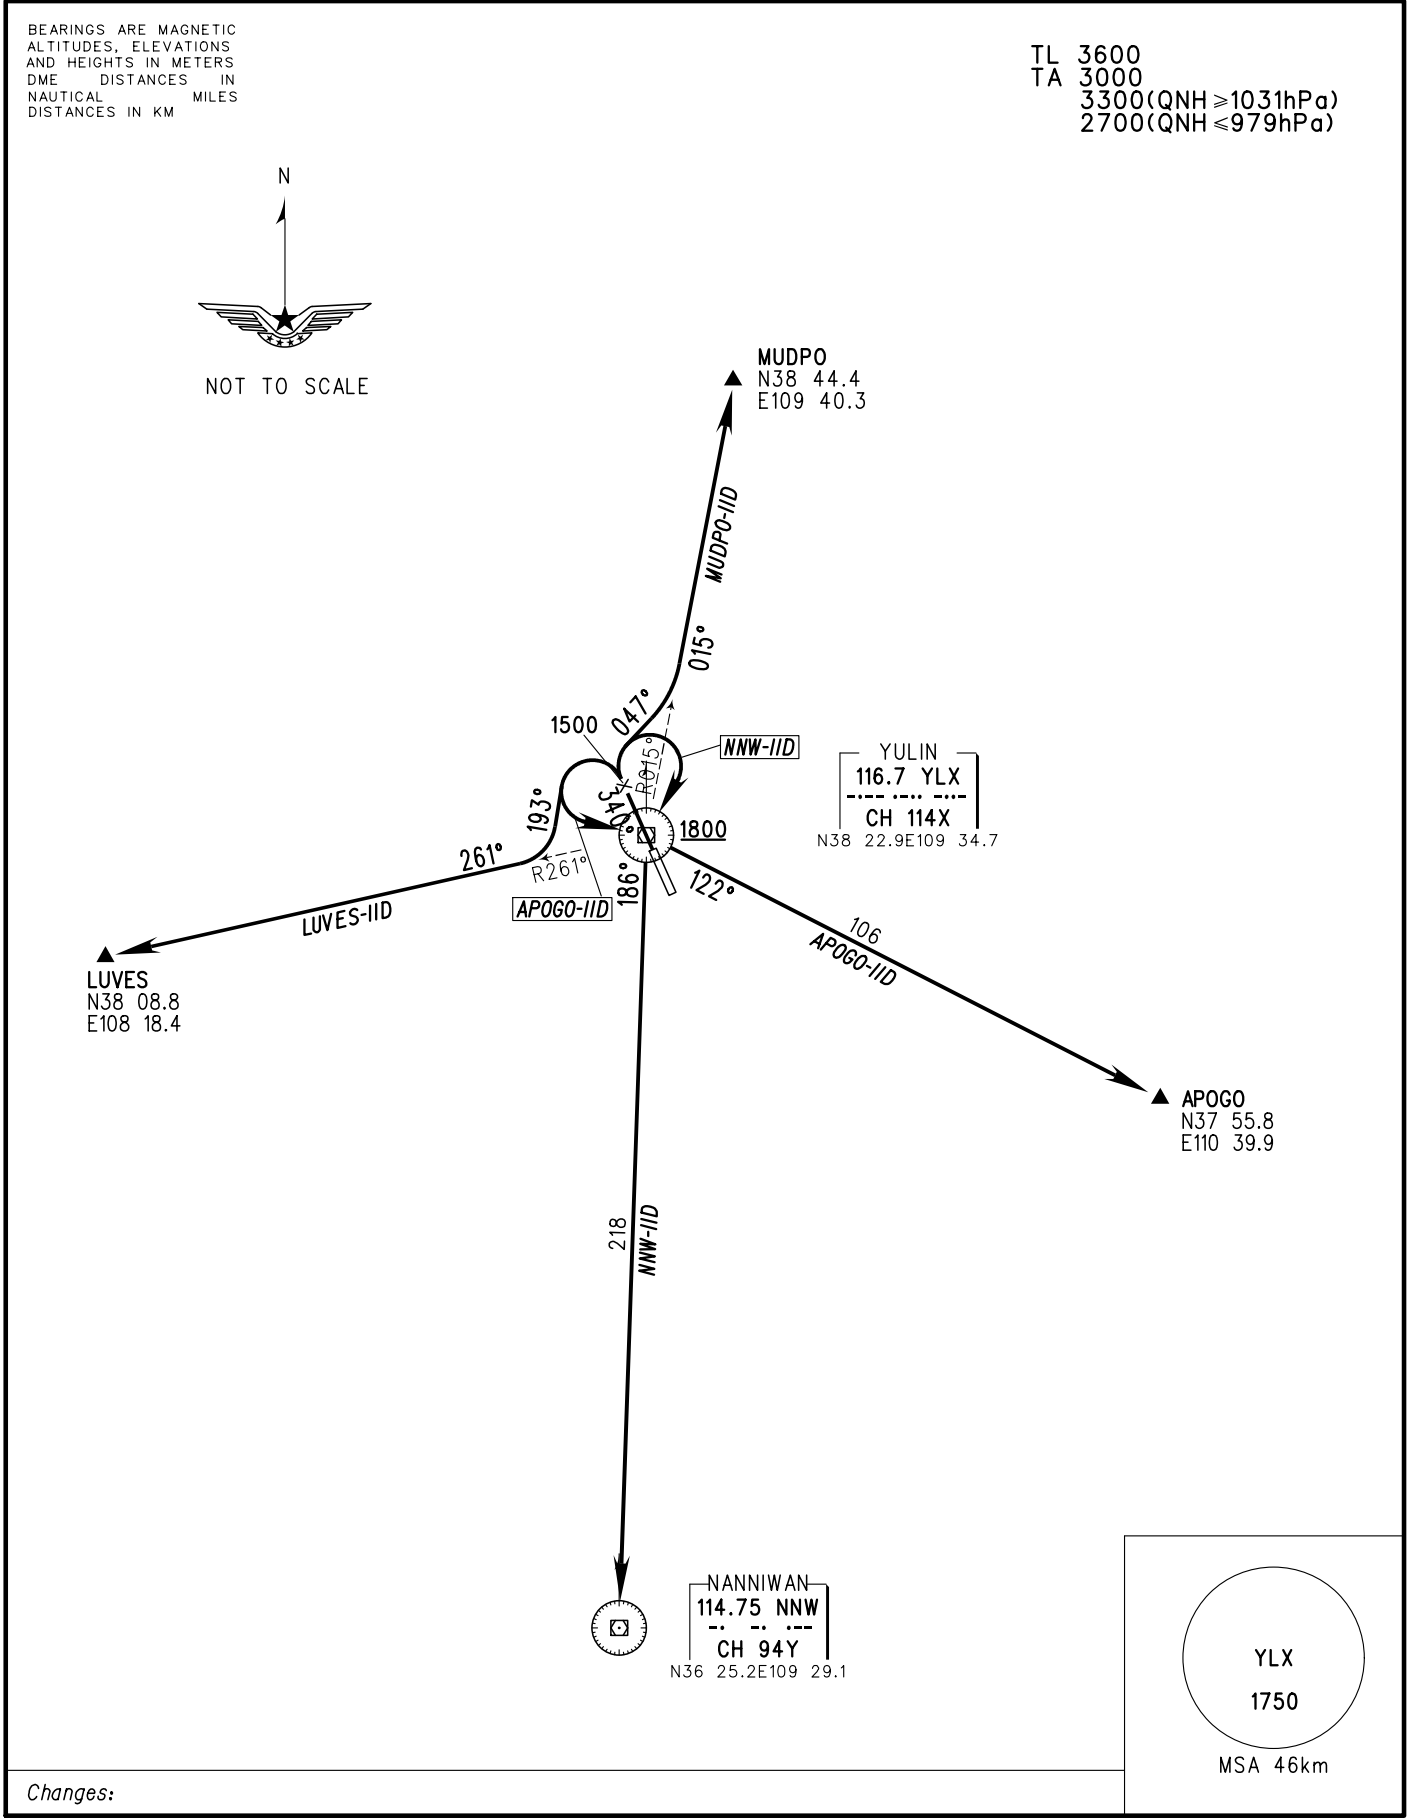 BEARINGS ARE MAGNETIC
ALTITUDES, ELEVATIONS
AND HEIGHTS IN METERS
DME DISTANCES IN
NAUTICAL MILES
DISTANCES IN KM
TL 3600
TA 3000
3300(QNH≥1031hPa)
2700(QNH≤979hPa)
N
NOT TO SCALE
MUDPO
N38 44.4
E109 40.3
MUDPO-11D
015°
047°
1500
R015°
NNW-11D
YULIN
116.7 YLX
CH 114X
N38 22.9E109 34.7
340°
193°
1800
261°
R261°
186°
122°
APOGO-11D
LUVES-11D
106
APOGO-11D
LUVES
N38 08.8
E108 18.4
APOGO
N37 55.8
E110 39.9
218
NNW-11D
NANNIWAN
114.75 NNW
CH 94Y
N36 25.2E109 29.1
YLX
1750
MSA 46km
Changes: